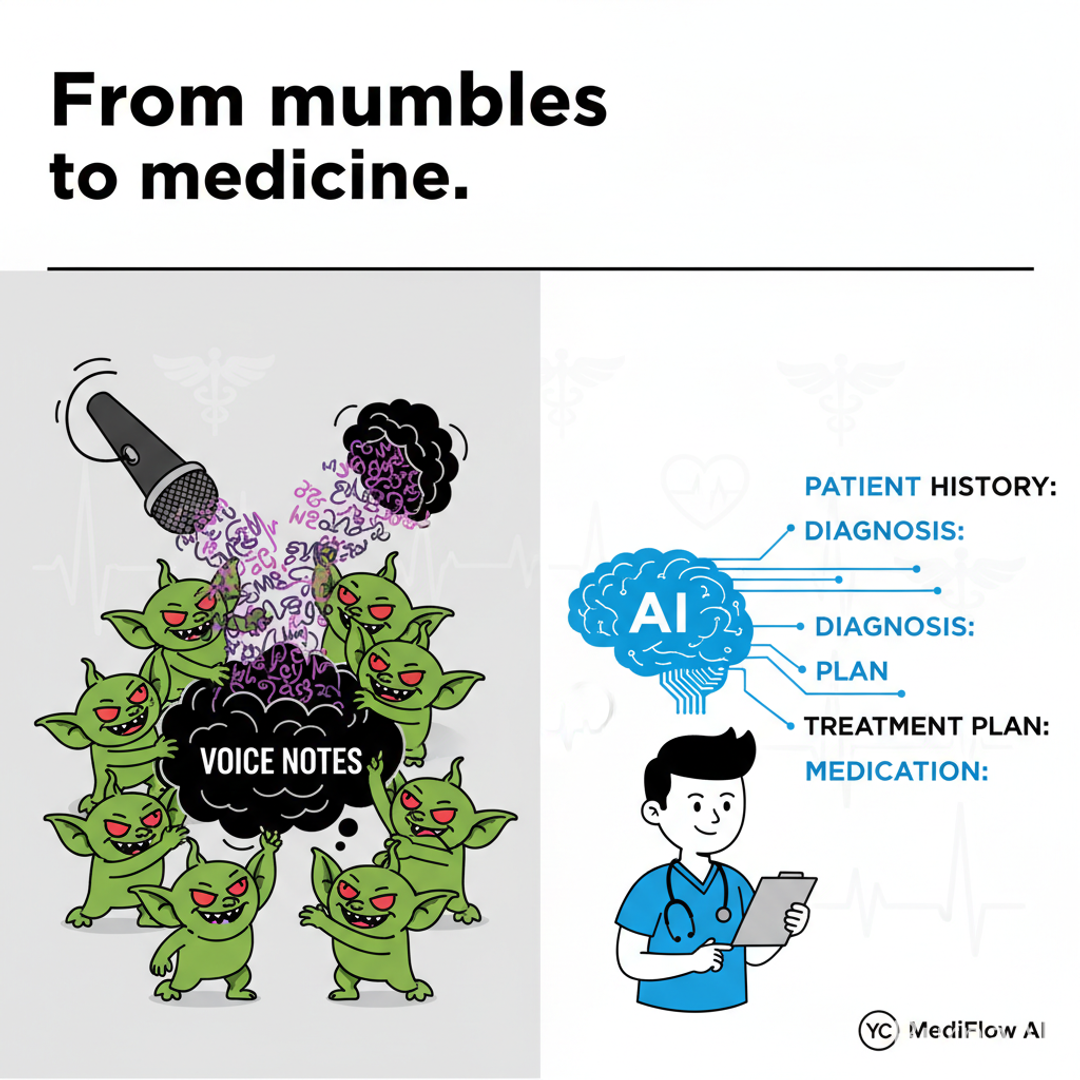 From mumbles
to medicine.
VOICE NOTES
AI
PATIENT HISTORY:
DIAGNOSIS:
DIAGNOSIS:
PLAN
TREATMENT PLAN:
MEDICATION:
YC MediFlow AI